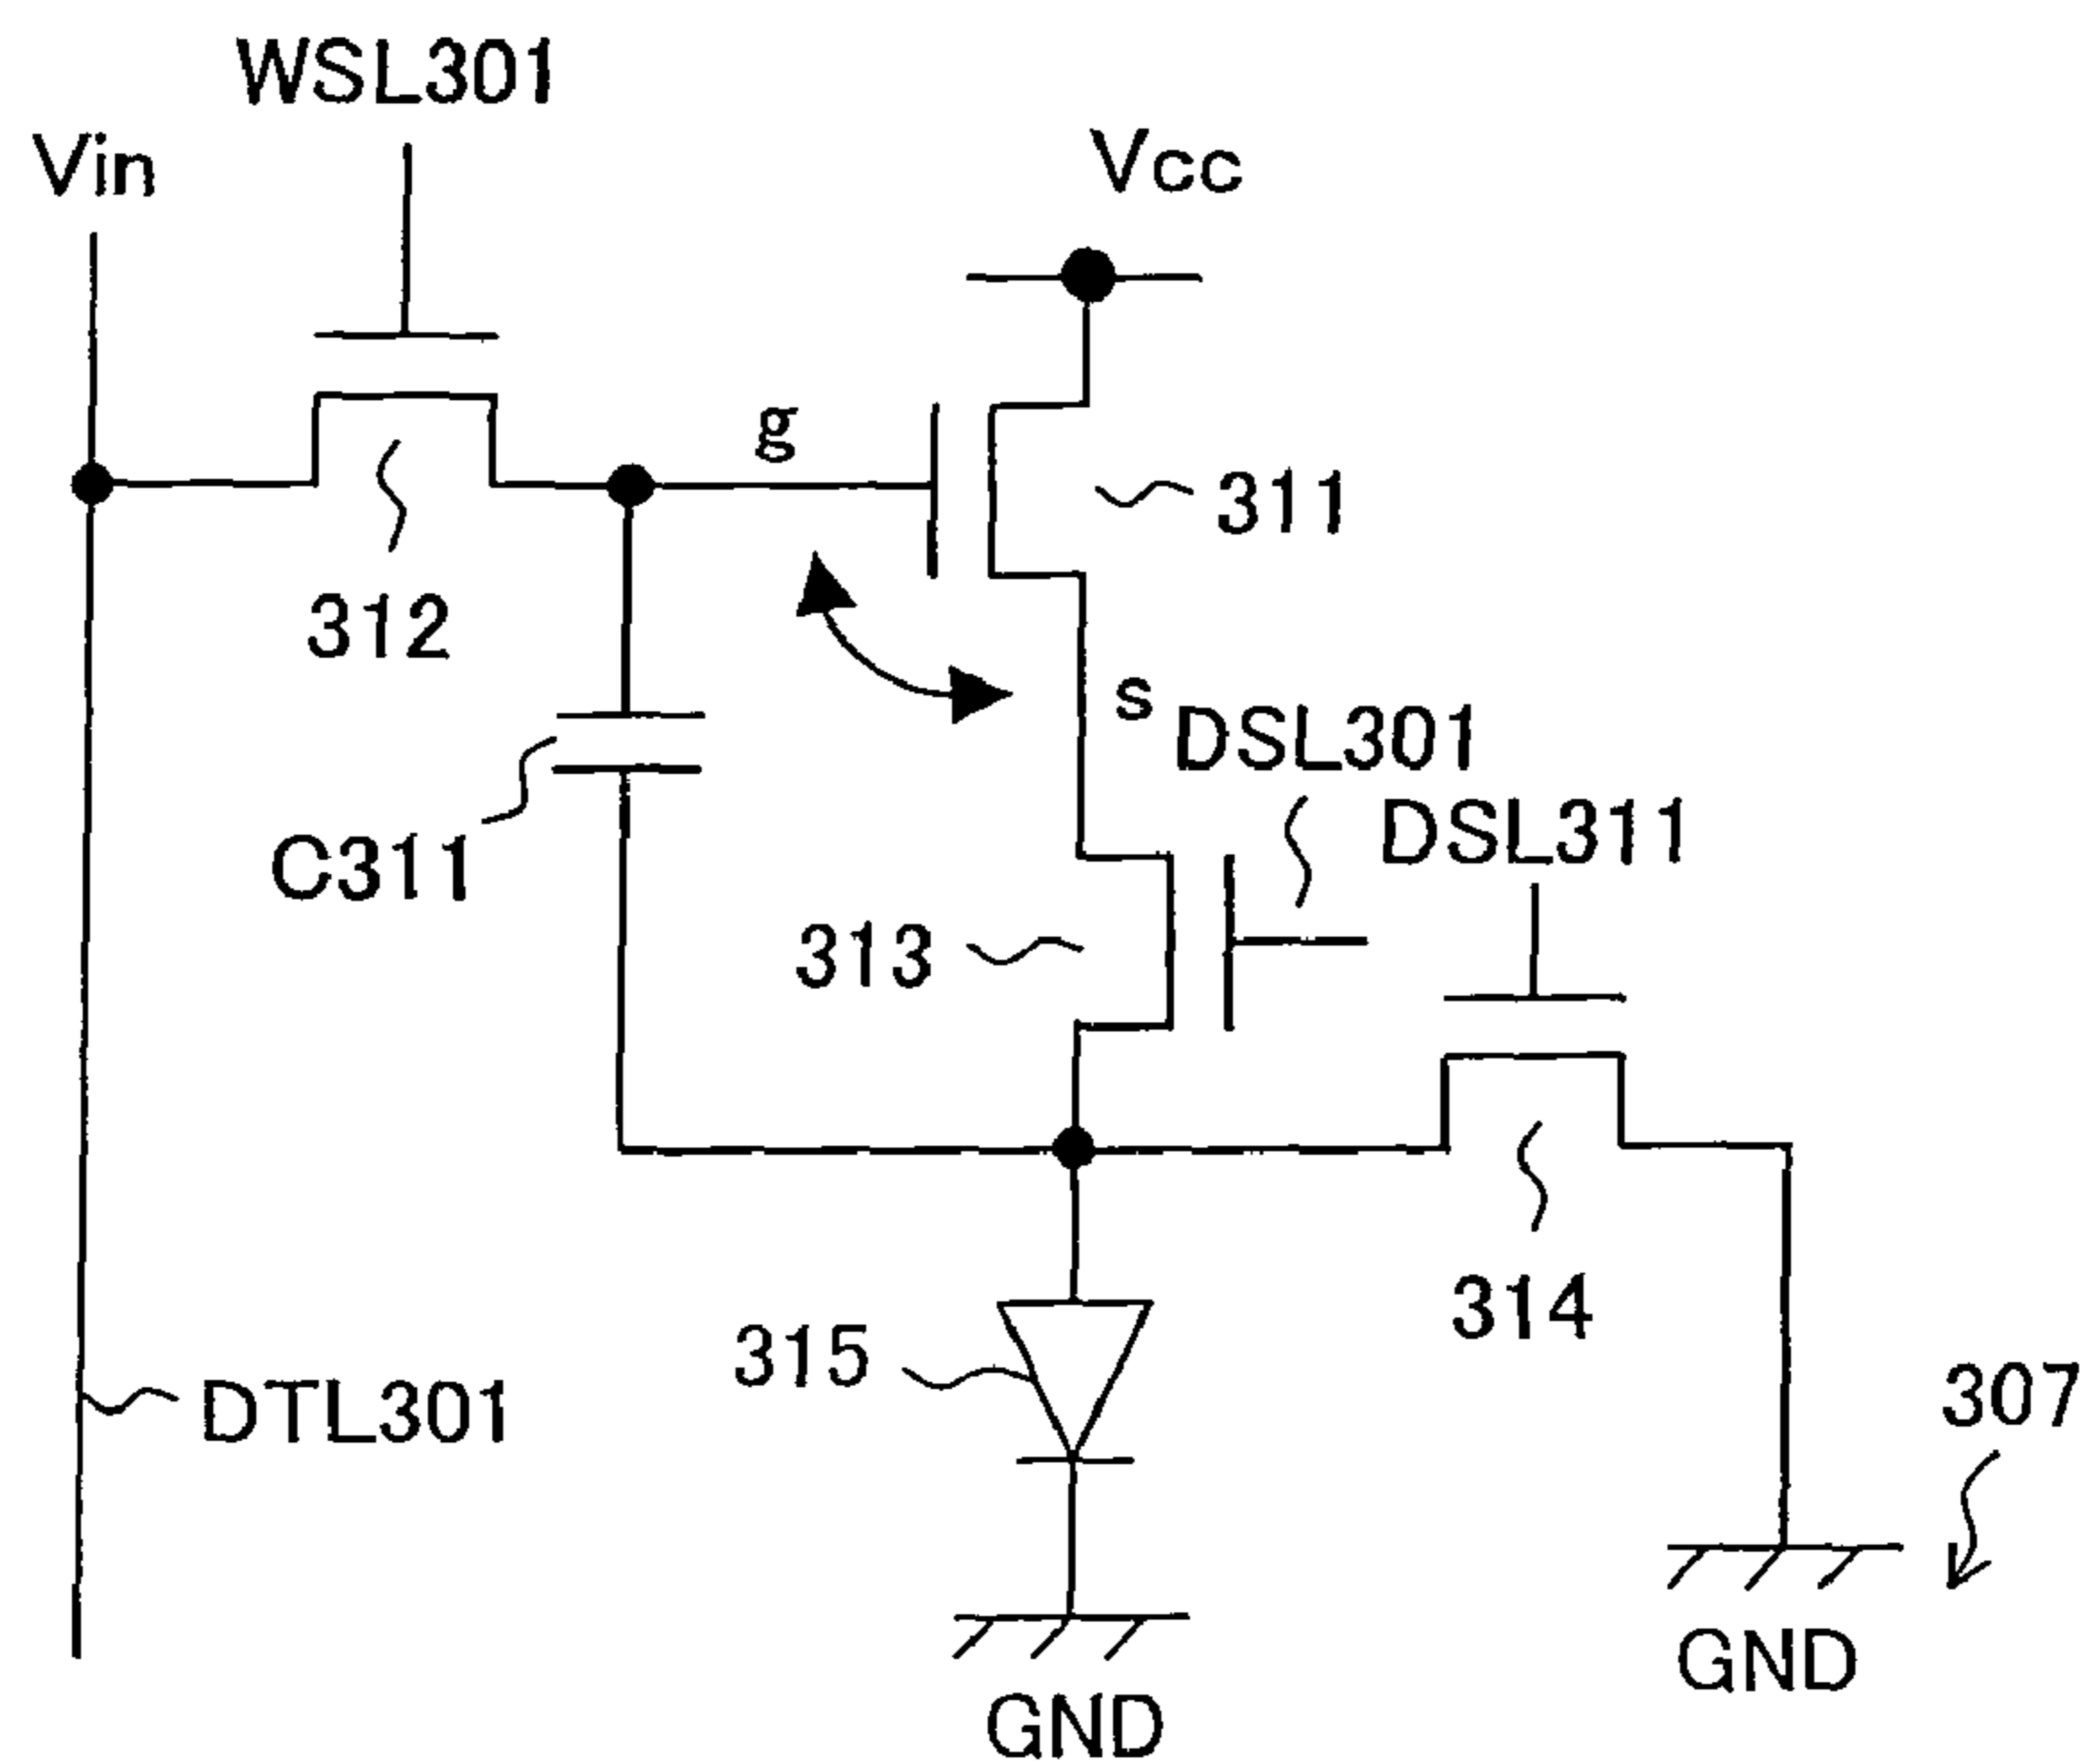 WSL301
Vin
Vcc
g
311
312
s
DSL301
DSL311
C311
313
314
315
307
DTL301
GND
GND